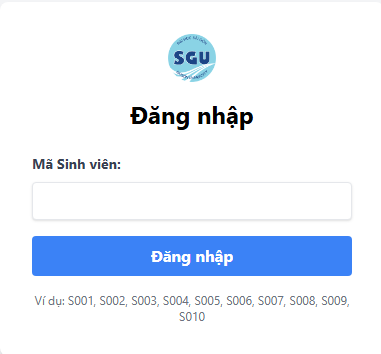 SGU
Đăng nhập
Mã Sinh viên:
Đăng nhập
Ví dụ: S001, S002, S003, S004, S005, S006, S007, S008, S009,
S010